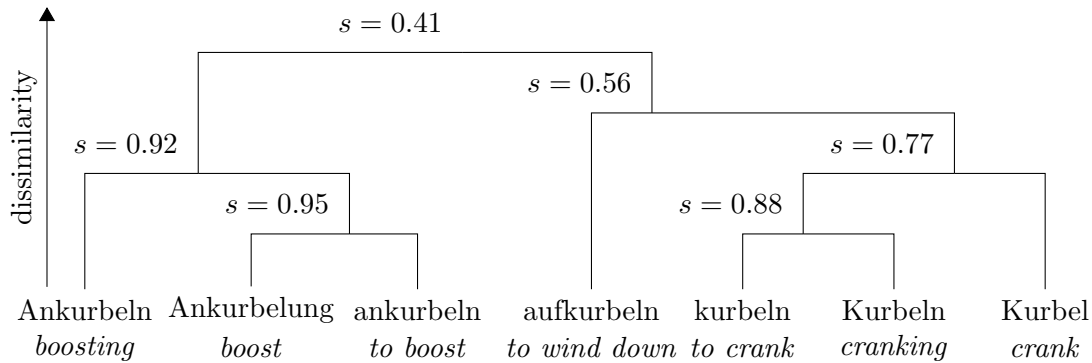 s = 0.41
s = 0.56
s = 0.92
s = 0.77
s = 0.95
s = 0.88
dissimilarity
Ankurbeln Ankurbelung ankurbeln aufkurbeln kurbeln Kurbeln Kurbel
boosting boost to boost to wind down to crank cranking crank